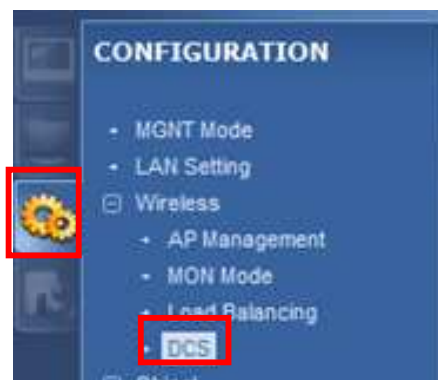 CONFIGURATION
MGNT Mode
LAN Setting
Wireless
AP Management
MON Mode
Load Balancing
DCS